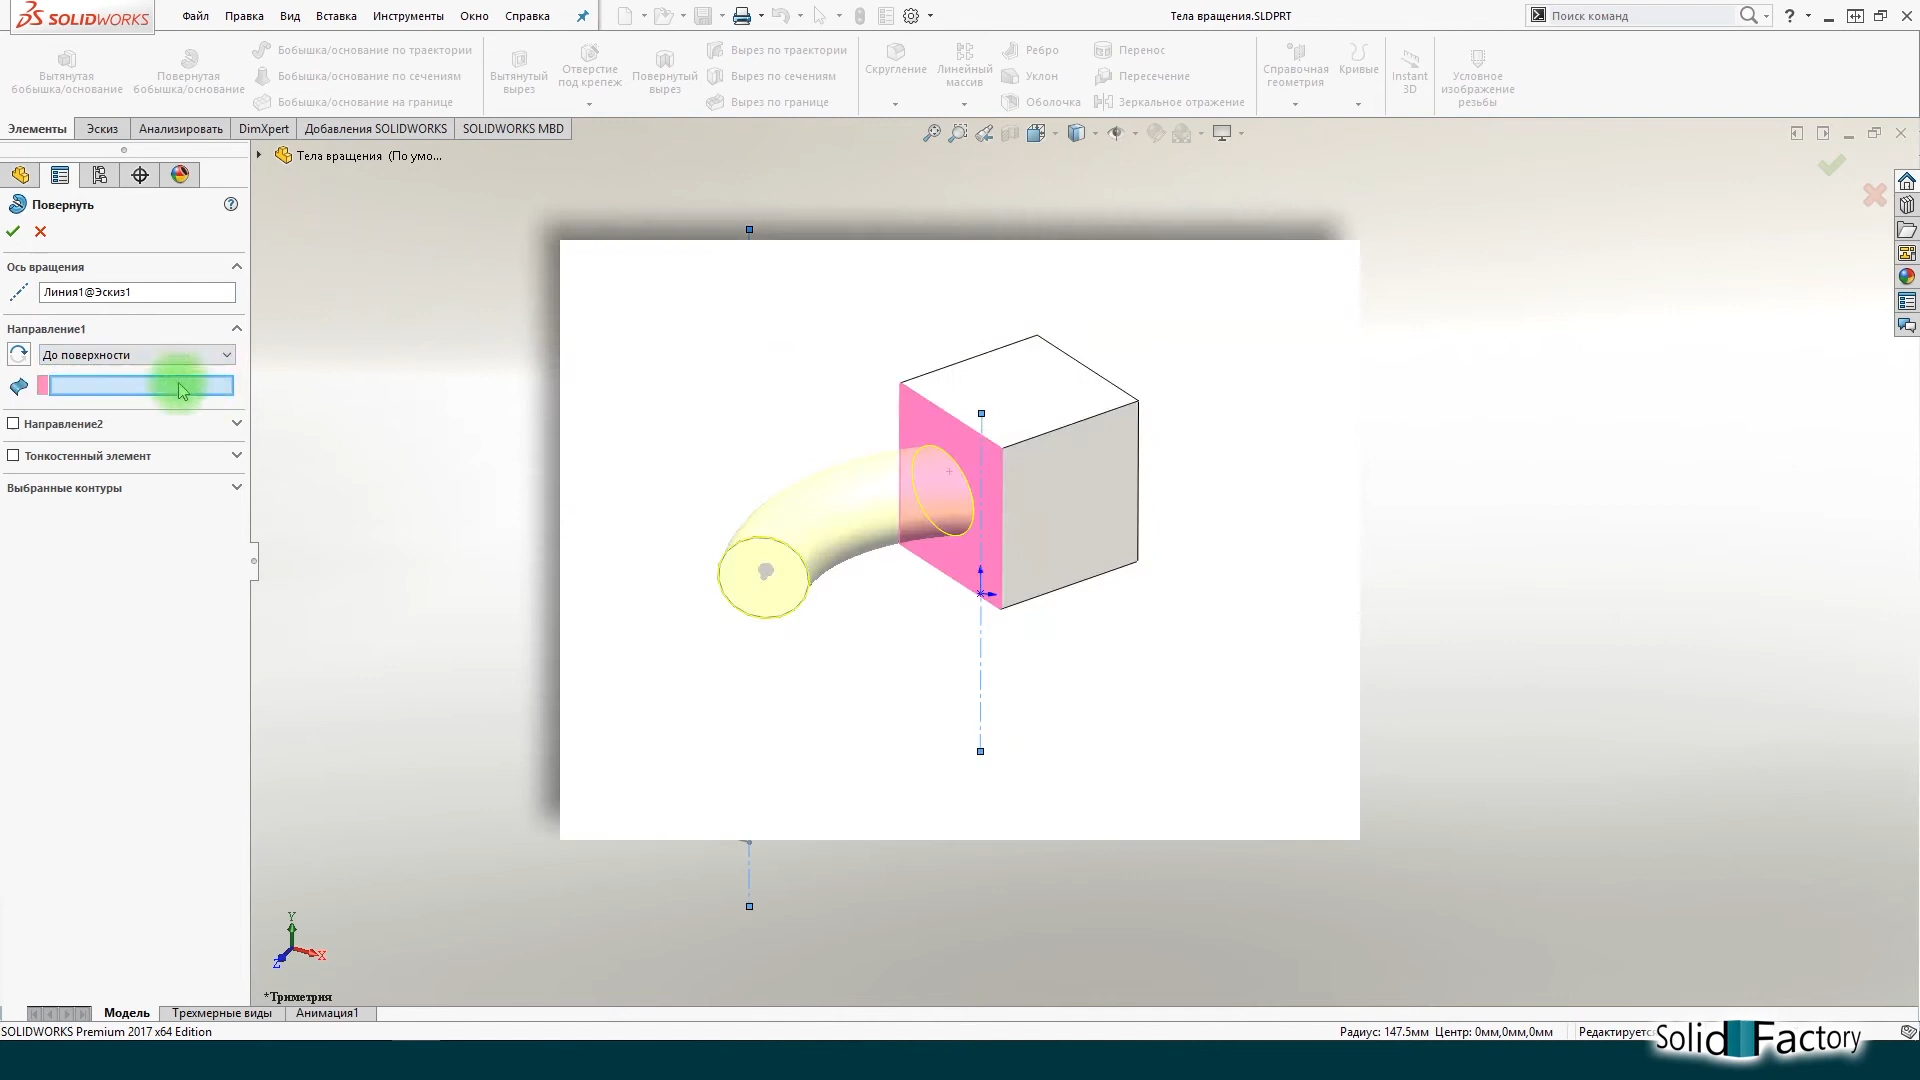 SOLIDWORKS
Файл Правка Вид Вставка Инструменты Окно Справка
Тела вращения.SLDPRT
Поиск команд
?
Вытянутая бобышка/основание
Повернутая бобышка/основание
Бобышка/основание по траектории
Бобышка/основание по сечениям
Бобышка/основание на границе
Вытянутый вырез
Отверстие под крепеж
Повернутый вырез
Вырез по траектории
Вырез по сечениям
Вырез по границе
Скругление
Линейный массив
Ребро
Уклон
Оболочка
Перенос
Пересечение
Зеркальное отражение
Справочная геометрия
Кривые
Instant 3D
Условное изображение резьбы
Элементы Эскиз Анализировать DimXpert Добавления SOLIDWORKS SOLIDWORKS MBD
Тела вращения (По умо...
Повернуть
?
Ось вращения
Линия1@Эскиз1
Направление1
До поверхности
Направление2
Тонкостенный элемент
Выбранные контуры
Y
X
Z
*Триметрия
Модель Трехмерные виды Анимация1
SOLIDWORKS Premium 2017 x64 Edition
Радиус: 147.5мм Центр: 0мм,0мм,0мм
Solid Factory